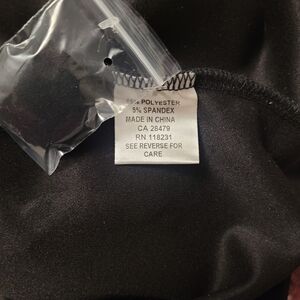 % POLYESTER
5% SPANDEX
MADE IN CHINA
CA 28479
RN 118231
SEE REVERSE FOR
CARE